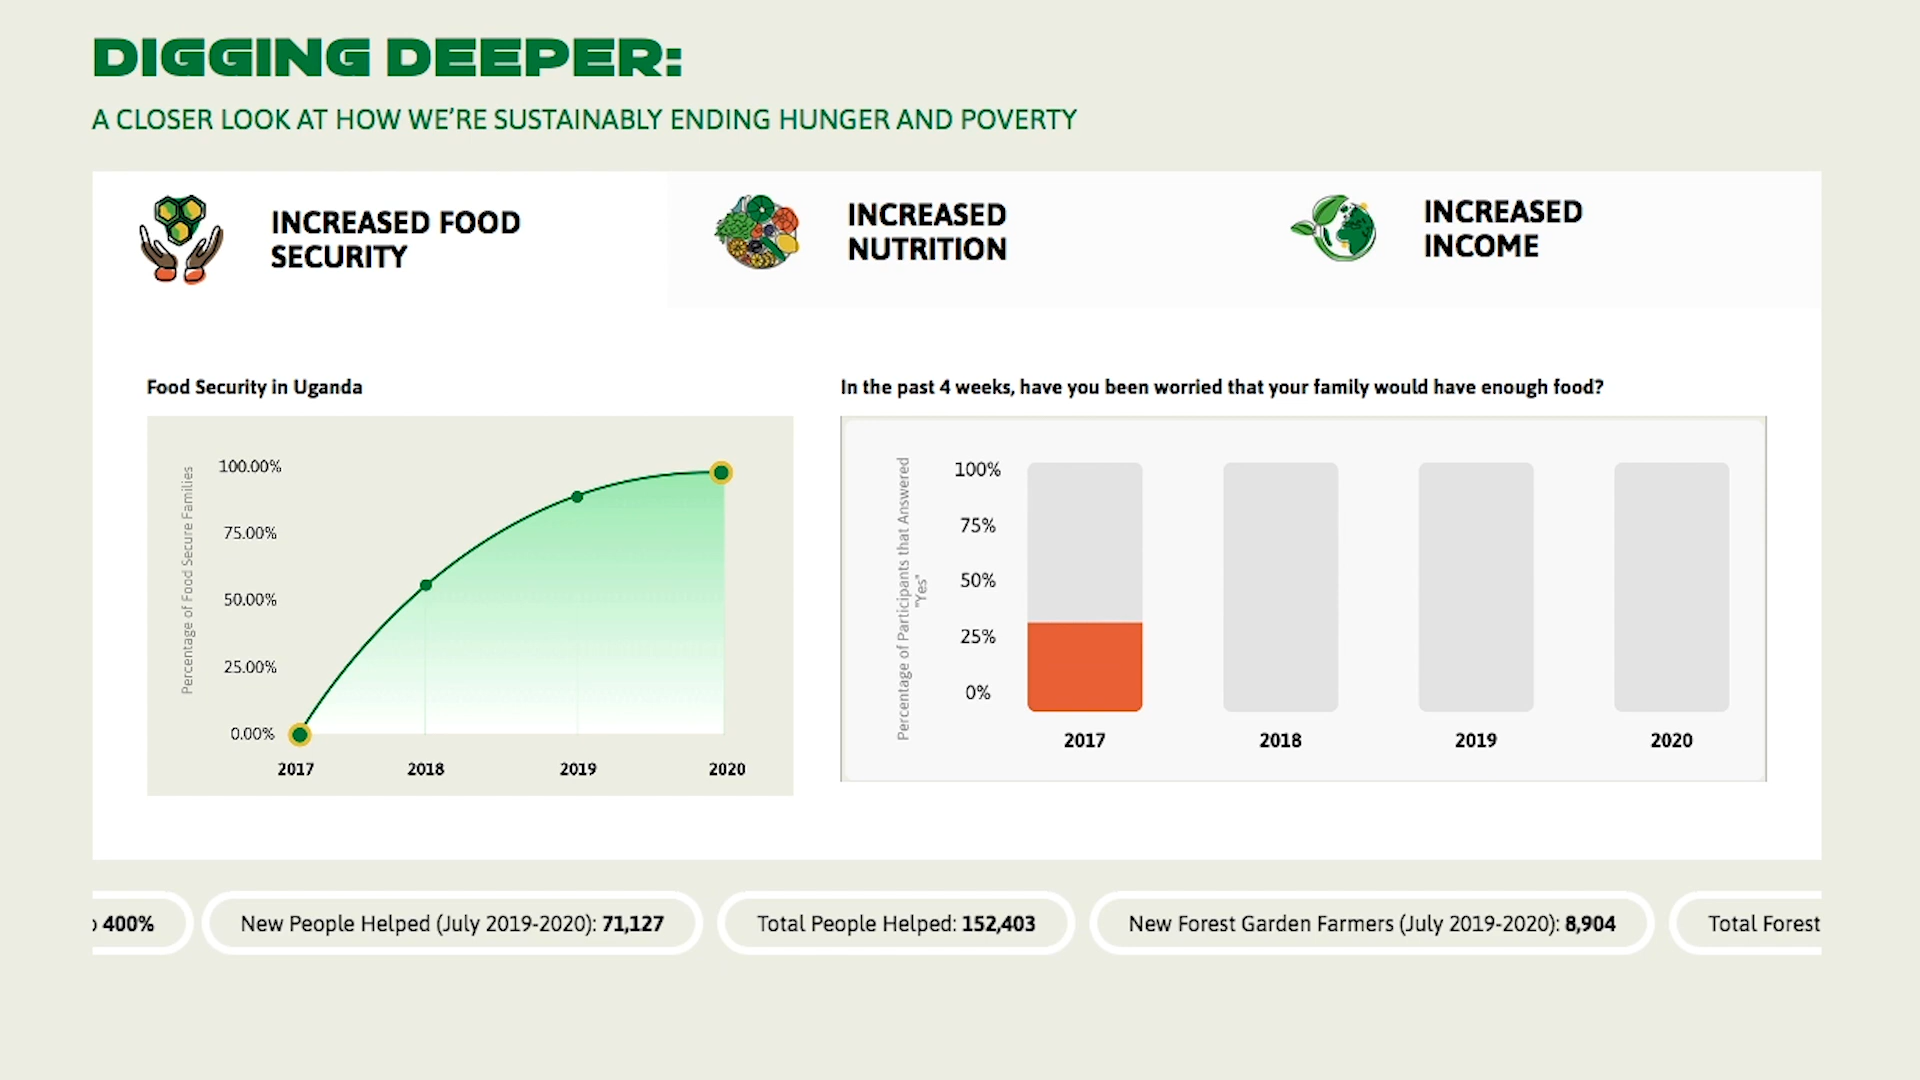 DIGGING DEEPER:
A CLOSER LOOK AT HOW WE'RE SUSTAINABLY ENDING HUNGER AND POVERTY
INCREASED FOOD
SECURITY
INCREASED
NUTRITION
INCREASED
INCOME
Food Security in Uganda
Percentage of Food Secure Families
100.00%
75.00%
50.00%
25.00%
0.00%
2017
2018
2019
2020
In the past 4 weeks, have you been worried that your family would have enough food?
Percentage of Participants that Answered
"Yes"
100%
75%
50%
25%
0%
2017
2018
2019
2020
400%
New People Helped (July 2019-2020): 71,127
Total People Helped: 152,403
New Forest Garden Farmers (July 2019-2020): 8,904
Total Forest